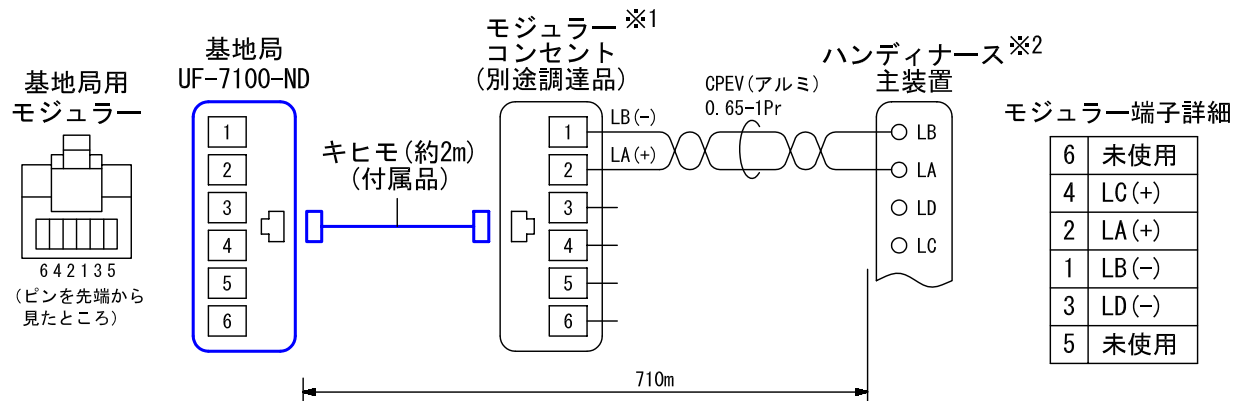 基地局用
モジュラー
6 4 2 1 3 5
(ピンを先端から
見たところ)
基地局
UF-7100-ND
1
2
3
4
5
6
キヒモ(約2m)
(付属品)
モジュラー※1
コンセント
(別途調達品)
1
2
3
4
5
6
LB(-)
LA(+)
CPEV(アルミ)
0.65-1Pr
ハンディナース※2
主装置
LB
LA
LD
LC
710m
モジュラー端子詳細
6 未使用
4 LC(+)
2 LA(+)
1 LB(-)
3 LD(-)
5 未使用